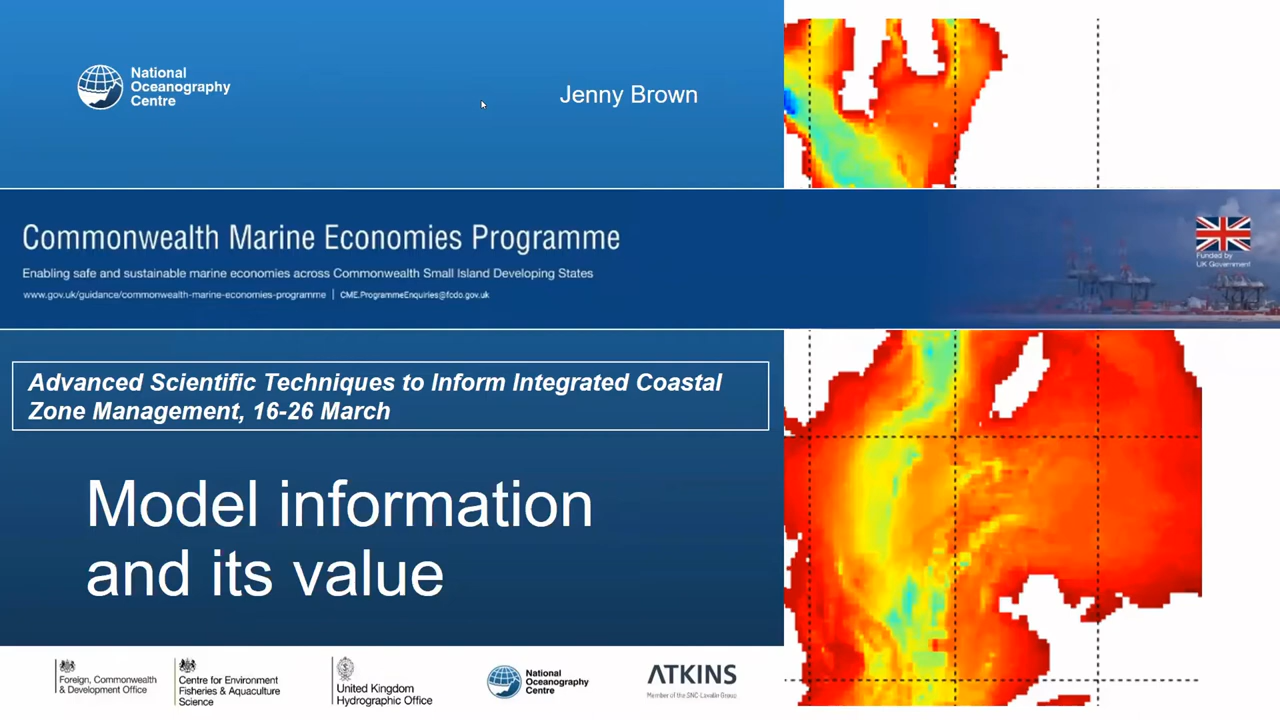 National
Oceanography
Centre
Jenny Brown
Commonwealth Marine Economies Programme
Enabling safe and sustainable marine economies across Commonwealth Small Island Developing States
www.gov.uk/guidance/commonwealth-marine-economies-programme | CME.ProgrammeEnquiries@fcdo.gov.uk
Funded by
UK Government
Advanced Scientific Techniques to Inform Integrated Coastal
Zone Management, 16-26 March
Model information
and its value
Foreign, Commonwealth
& Development Office
Centre for Environment
Fisheries & Aquaculture
Science
United Kingdom
Hydrographic Office
National
Oceanography
Centre
ATKINS
Member of the SNC-Lavalin Group